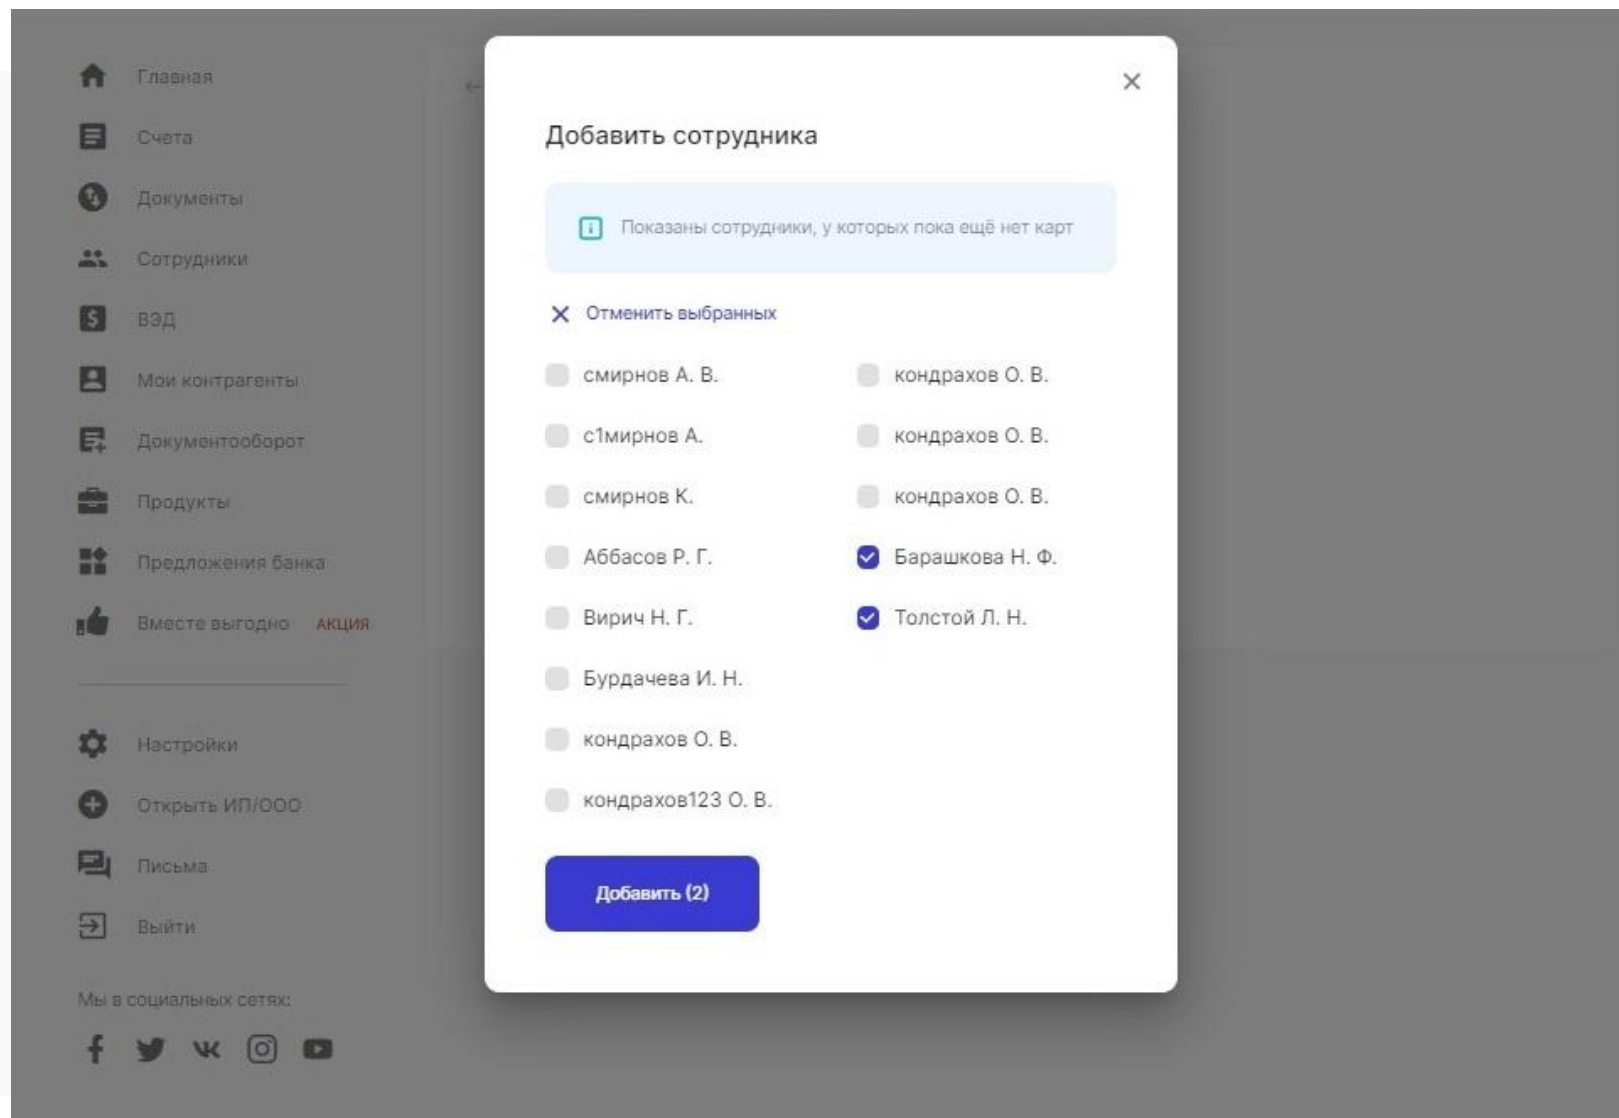 Главная
Счета
Документы
Сотрудники
ВЭД
Мои контрагенты
Документооборот
Продукты
Предложения банка
Вместе выгодно АКЦИЯ
Настройки
Открыть ИП/ООО
Письма
Выйти
Мы в социальных сетях:
Добавить сотрудника
Показаны сотрудники, у которых пока ещё нет карт
Отменить выбранных
смирнов А. В.
с1мирнов А.
смирнов К.
Аббасов Р. Г.
Вирич Н. Г.
Бурдачева И. Н.
кондрахов О. В.
кондрахов123 О. В.
кондрахов О. В.
кондрахов О. В.
кондрахов О. В.
Барашкова Н. Ф.
Толстой Л. Н.
Добавить (2)